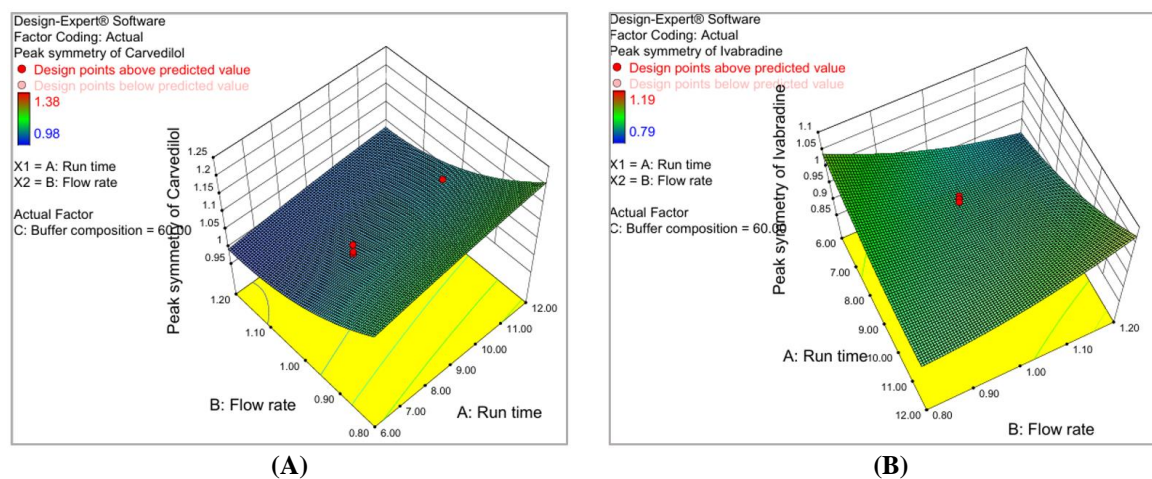 Design-Expert® Software
Factor Coding: Actual
Peak symmetry of Carvedilol
Design points above predicted value
Design points below predicted value
1.38
0.98
X1 = A: Run time
X2 = B: Flow rate
Actual Factor
C: Buffer composition = 60.00
Peak symmetry of Carvedilol
1.25
1.2
1.15
1.1
1.05
1
0.95
1.20
1.10
1.00
0.90
0.80
B: Flow rate
6.00
7.00
8.00
9.00
10.00
11.00
12.00
A: Run time
(A)
Design-Expert® Software
Factor Coding: Actual
Peak symmetry of Ivabradine
Design points above predicted value
Design points below predicted value
1.19
0.79
X1 = A: Run time
X2 = B: Flow rate
Actual Factor
C: Buffer composition = 60.00
Peak symmetry of Ivabradine
1.1
1.05
1
0.95
0.9
0.85
6.00
7.00
8.00
9.00
10.00
11.00
12.00
A: Run time
0.80
0.90
1.00
1.10
1.20
B: Flow rate
(B)